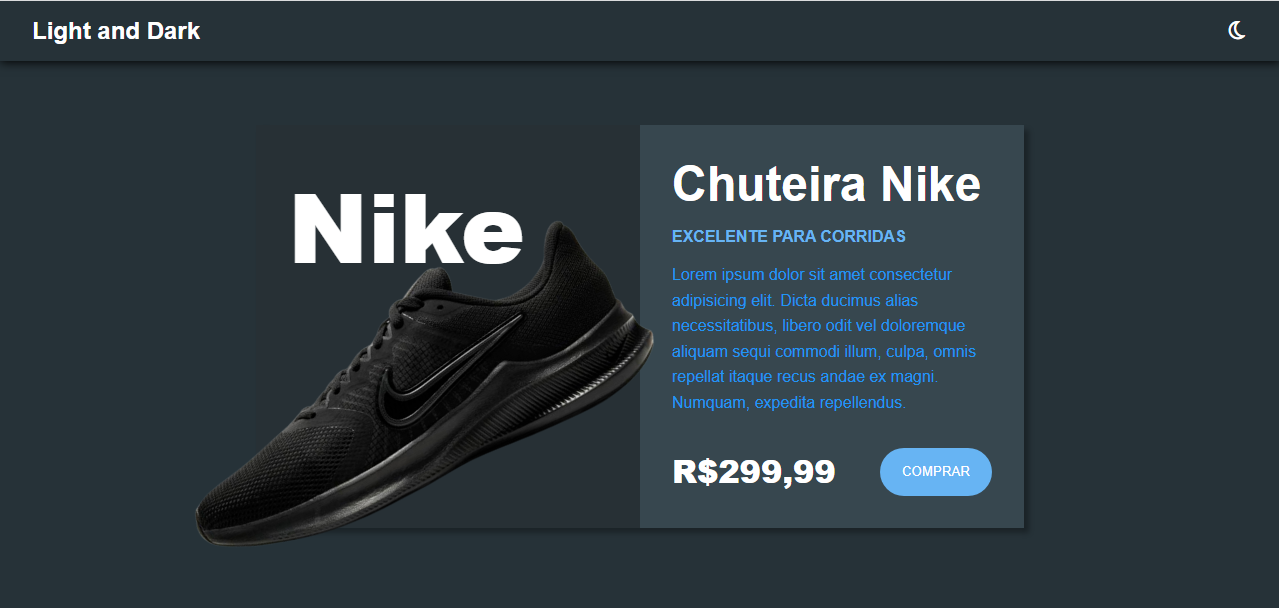 Light and Dark
Nike
Chuteira Nike
EXCELENTE PARA CORRIDAS
Lorem ipsum dolor sit amet consectetur
adipisicing elit. Dicta ducimus alias
necessitatibus, libero odit vel doloremque
aliquam sequi commodi illum, culpa, omnis
repellat itaque recus andae ex magni.
Numquam, expedita repellendus.
R$299,99
COMPRAR